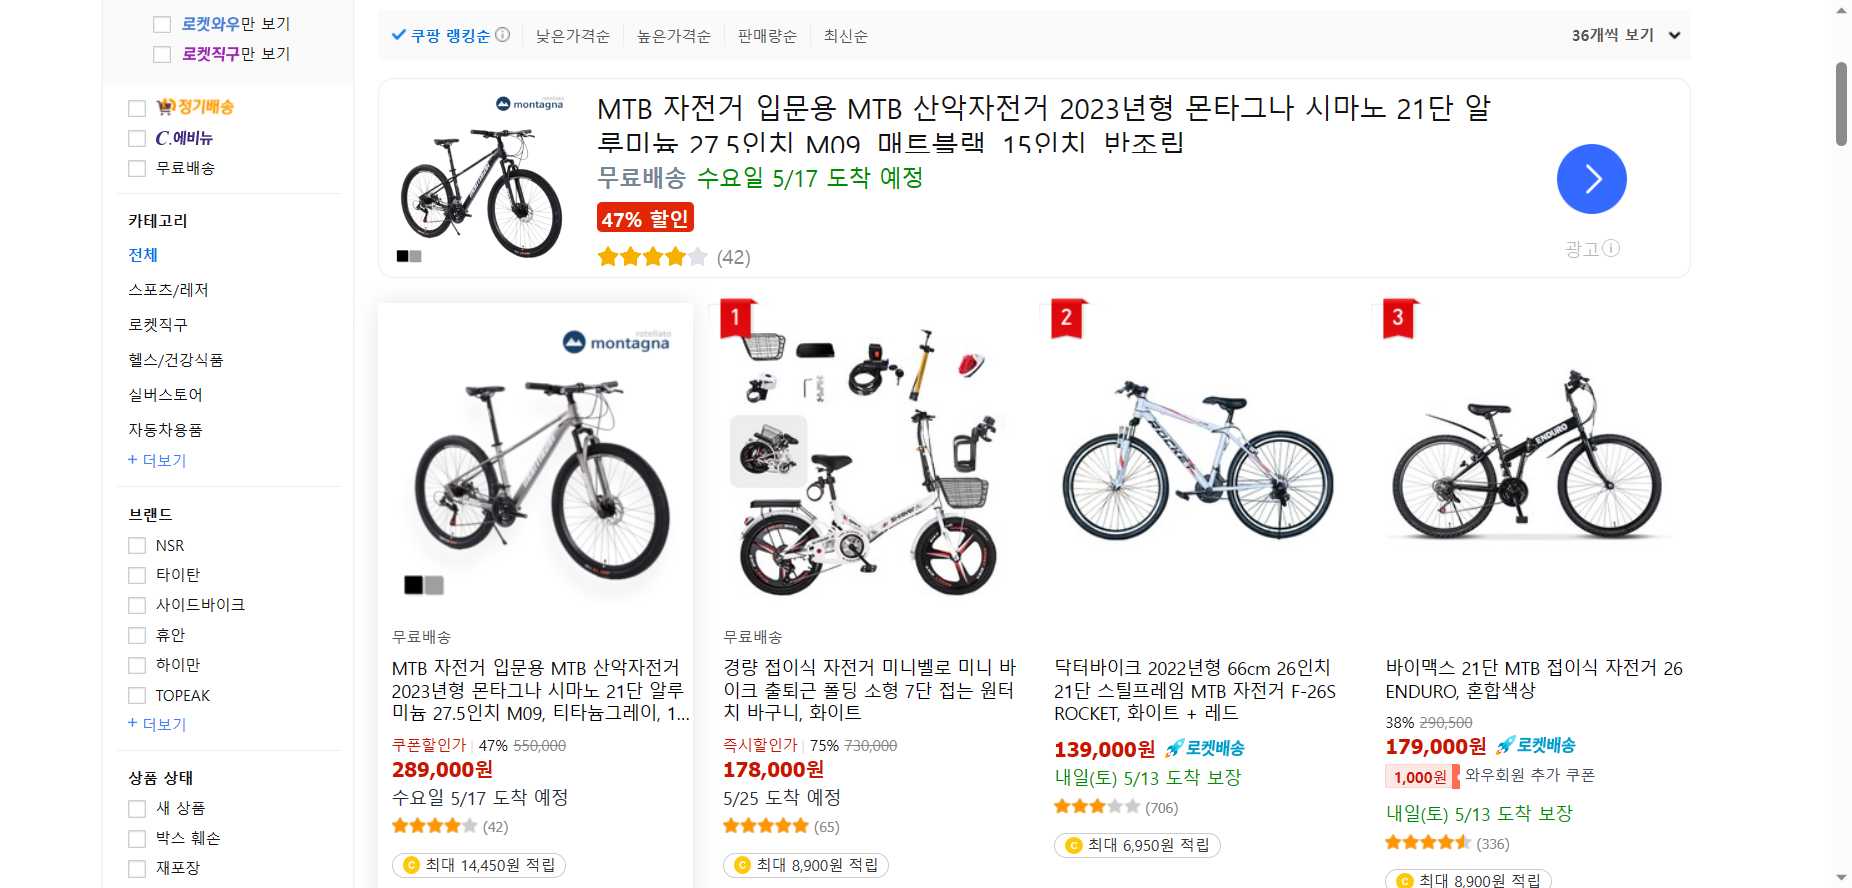 로켓와우만 보기
로켓직구만 보기
정기배송
C.에비뉴
무료배송
카테고리
전체
스포츠/레저
로켓직구
헬스/건강식품
실버스토어
자동차용품
+ 더보기
브랜드
NSR
타이탄
사이드바이크
휴안
하이만
TOPEAK
+ 더보기
상품 상태
새 상품
박스 훼손
재포장
쿠팡 랭킹순
낮은가격순
높은가격순
판매량순
최신순
36개씩 보기
montagna
MTB 자전거 입문용 MTB 산악자전거 2023년형 몬타그나 시마노 21단 알
루미늄 27.5인치 M09, 매트블랙, 15인치, 반조립
무료배송 수요일 5/17 도착 예정
47% 할인
(42)
광고
rotellato
montagna
무료배송
MTB 자전거 입문용 MTB 산악자전거
2023년형 몬타그나 시마노 21단 알루
미늄 27.5인치 M09, 티타늄그레이, 1...
쿠폰할인가 47% 550,000
289,000원
수요일 5/17 도착 예정
(42)
최대 14,450원 적립
1
무료배송
경량 접이식 자전거 미니벨로 미니 바
이크 출퇴근 폴딩 소형 7단 접는 원터
치 바구니, 화이트
즉시할인가 75% 730,000
178,000원
5/25 도착 예정
(65)
최대 8,900원 적립
2
ROCKET
닥터바이크 2022년형 66cm 26인치
21단 스틸프레임 MTB 자전거 F-26S
ROCKET, 화이트 + 레드
139,000원 로켓배송
내일(토) 5/13 도착 보장
(706)
최대 6,950원 적립
3
ENDURO
바이맥스 21단 MTB 접이식 자전거 26
ENDURO, 혼합색상
38% 290,500
179,000원 로켓배송
1,000원 와우회원 추가 쿠폰
내일(토) 5/13 도착 보장
(336)
최대 8,900원 적립